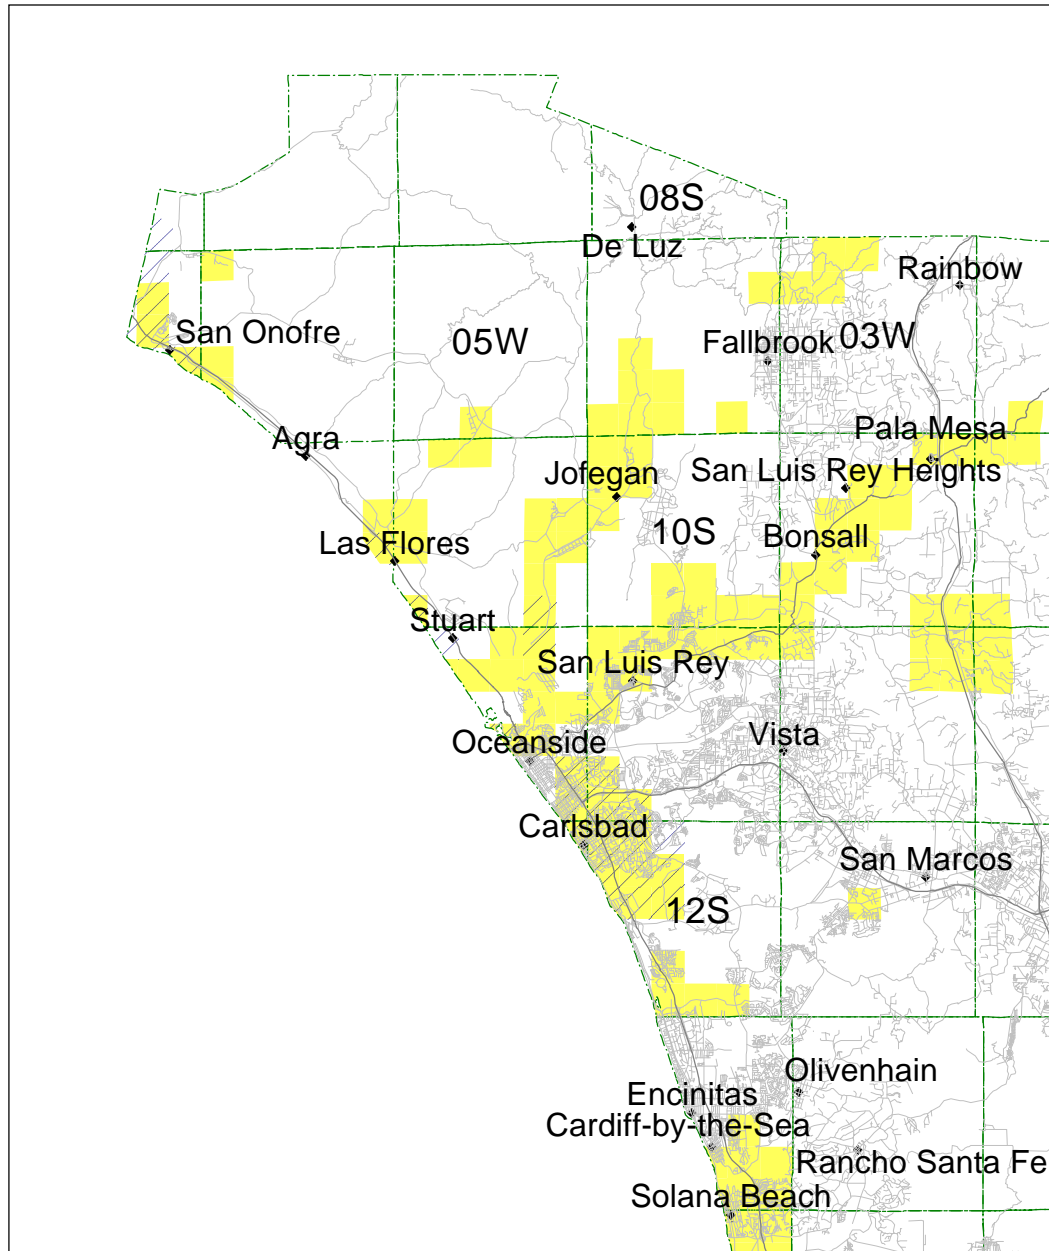 08S
De Luz
Rainbow
San Onofre
05W
Fallbrook
03W
Agra
Pala Mesa
Jofegan
San Luis Rey Heights
Las Flores
10S
Bonsall
Stuart
San Luis Rey
Oceanside
Vista
Carlsbad
San Marcos
12S
Olivenhain
Encinitas
Cardiff-by-the-Sea
Rancho Santa Fe
Solana Beach